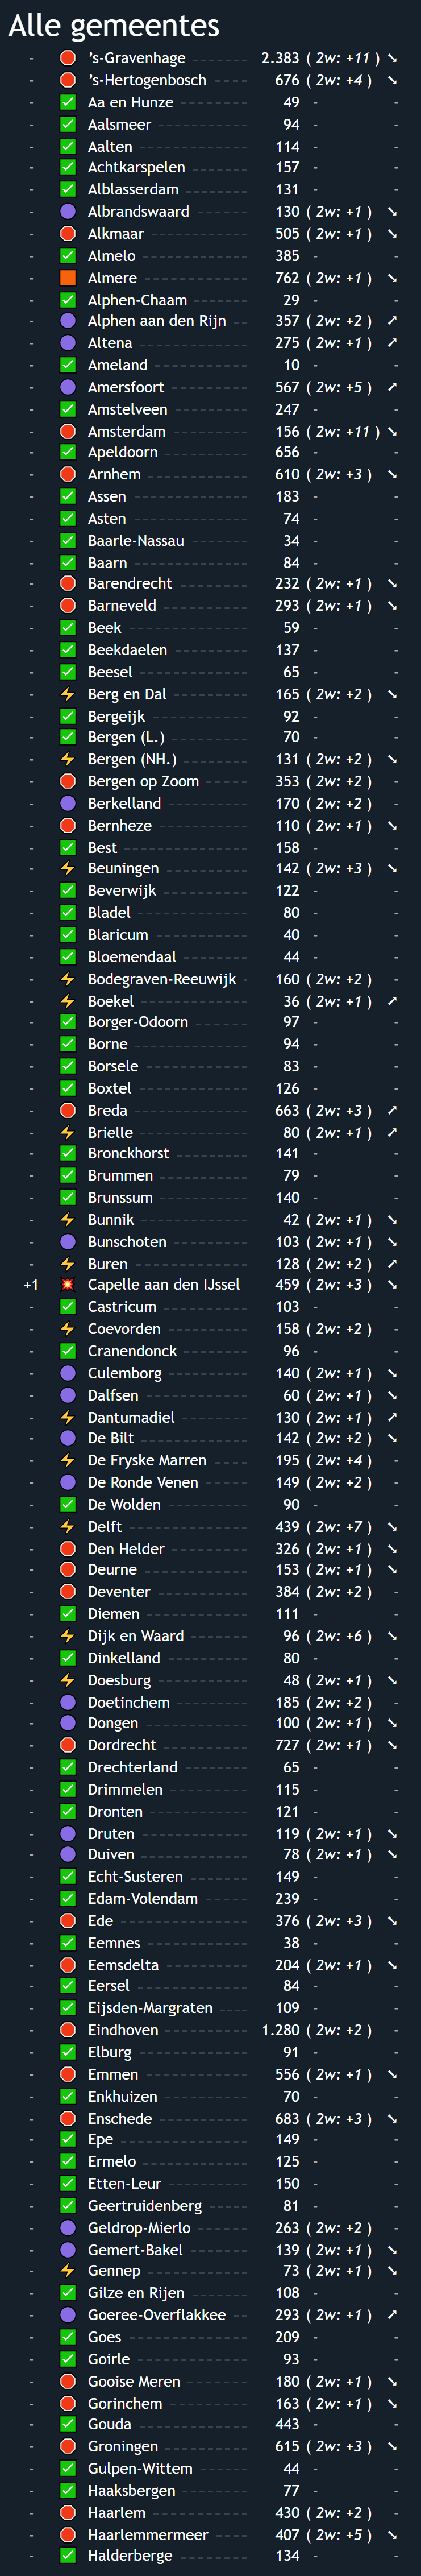 Alle gemeentes
- 's-Gravenhage 2.383 ( 2w: +11 ) ↘
- 's-Hertogenbosch 676 ( 2w: +4 ) ↘
- Aa en Hunze 49 - -
- Aalsmeer 94 - -
- Aalten 114 - -
- Achtkarspelen 157 - -
- Alblasserdam 131 - -
- Albrandswaard 130 ( 2w: +1 ) ↘
- Alkmaar 505 ( 2w: +1 ) ↘
- Almelo 385 - -
- Almere 762 ( 2w: +1 ) ↘
- Alphen-Chaam 29 - -
- Alphen aan den Rijn 357 ( 2w: +2 ) ↗
- Altena 275 ( 2w: +1 ) ↗
- Ameland 10 - -
- Amersfoort 567 ( 2w: +5 ) ↗
- Amstelveen 247 - -
- Amsterdam 156 ( 2w: +11 ) ↘
- Apeldoorn 656 - -
- Arnhem 610 ( 2w: +3 ) ↘
- Assen 183 - -
- Asten 74 - -
- Baarle-Nassau 34 - -
- Baarn 84 - -
- Barendrecht 232 ( 2w: +1 ) ↘
- Barneveld 293 ( 2w: +1 ) ↘
- Beek 59 - -
- Beekdaelen 137 - -
- Beesel 65 - -
- Berg en Dal 165 ( 2w: +2 ) ↘
- Bergeijk 92 - -
- Bergen (L.) 70 - -
- Bergen (NH.) 131 ( 2w: +2 ) ↘
- Bergen op Zoom 353 ( 2w: +2 ) -
- Berkelland 170 ( 2w: +2 ) -
- Bernheze 110 ( 2w: +1 ) ↘
- Best 158 - -
- Beuningen 142 ( 2w: +3 ) ↘
- Beverwijk 122 - -
- Bladel 80 - -
- Blaricum 40 - -
- Bloemendaal 44 - -
- Bodegraven-Reeuwijk 160 ( 2w: +2 ) -
- Boekel 36 ( 2w: +1 ) ↗
- Borger-Odoorn 97 - -
- Borne 94 - -
- Borsele 83 - -
- Boxtel 126 - -
- Breda 663 ( 2w: +3 ) ↗
- Brielle 80 ( 2w: +1 ) ↗
- Bronckhorst 141 - -
- Brummen 79 - -
- Brunssum 140 - -
- Bunnik 42 ( 2w: +1 ) ↘
- Bunschoten 103 ( 2w: +1 ) ↘
- Buren 128 ( 2w: +2 ) ↗
+1 Capelle aan den IJssel 459 ( 2w: +3 ) ↘
- Castricum 103 - -
- Coevorden 158 ( 2w: +2 ) -
- Cranendonck 96 - -
- Culemborg 140 ( 2w: +1 ) ↘
- Dalfsen 60 ( 2w: +1 ) ↘
- Dantumadiel 130 ( 2w: +1 ) ↗
- De Bilt 142 ( 2w: +2 ) ↘
- De Fryske Marren 195 ( 2w: +4 ) -
- De Ronde Venen 149 ( 2w: +2 ) -
- De Wolden 90 - -
- Delft 439 ( 2w: +7 ) ↘
- Den Helder 326 ( 2w: +1 ) ↘
- Deurne 153 ( 2w: +1 ) ↘
- Deventer 384 ( 2w: +2 ) -
- Diemen 111 - -
- Dijk en Waard 96 ( 2w: +6 ) ↘
- Dinkelland 80 - -
- Doesburg 48 ( 2w: +1 ) ↘
- Doetinchem 185 ( 2w: +2 ) -
- Dongen 100 ( 2w: +1 ) ↘
- Dordrecht 727 ( 2w: +1 ) ↘
- Drechterland 65 - -
- Drimmelen 115 - -
- Dronten 121 - -
- Druten 119 ( 2w: +1 ) ↘
- Duiven 78 ( 2w: +1 ) ↘
- Echt-Susteren 149 - -
- Edam-Volendam 239 - -
- Ede 376 ( 2w: +3 ) ↘
- Eemnes 38 - -
- Eemsdelta 204 ( 2w: +1 ) ↘
- Eersel 84 - -
- Eijsden-Margraten 109 - -
- Eindhoven 1.280 ( 2w: +2 ) -
- Elburg 91 - -
- Emmen 556 ( 2w: +1 ) ↘
- Enkhuizen 70 - -
- Enschede 683 ( 2w: +3 ) ↘
- Epe 149 - -
- Ermelo 125 - -
- Etten-Leur 150 - -
- Geertruidenberg 81 - -
- Geldrop-Mierlo 263 ( 2w: +2 ) -
- Gemert-Bakel 139 ( 2w: +1 ) ↘
- Gennep 73 ( 2w: +1 ) ↘
- Gilze en Rijen 108 - -
- Goeree-Overflakkee 293 ( 2w: +1 ) ↗
- Goes 209 - -
- Goirle 93 - -
- Gooise Meren 180 ( 2w: +1 ) ↘
- Gorinchem 163 ( 2w: +1 ) ↘
- Gouda 443 - -
- Groningen 615 ( 2w: +3 ) ↘
- Gulpen-Wittem 44 - -
- Haaksbergen 77 - -
- Haarlem 430 ( 2w: +2 ) -
- Haarlemmermeer 407 ( 2w: +5 ) ↘
- Halderberge 134 - -